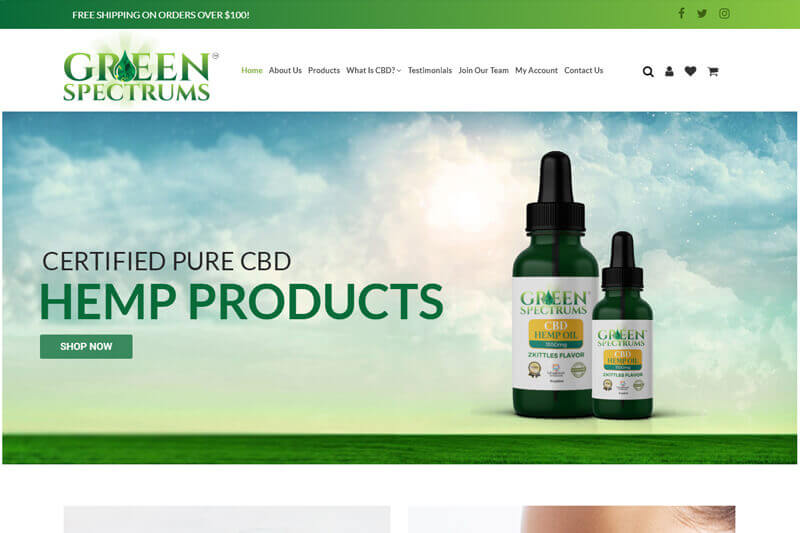 FREE SHIPPING ON ORDERS OVER $100!
GREEN
SPECTRUMS
Home About Us Products What Is CBD? Testimonials Join Our Team My Account Contact Us
CERTIFIED PURE CBD
HEMP PRODUCTS
SHOP NOW
GREEN
SPECTRUMS
CBD
HEMP OIL
1500mg
ZKITTLES FLAVOR
GREEN
SPECTRUMS
CBD
HEMP OIL
ZKITTLES FLAVOR